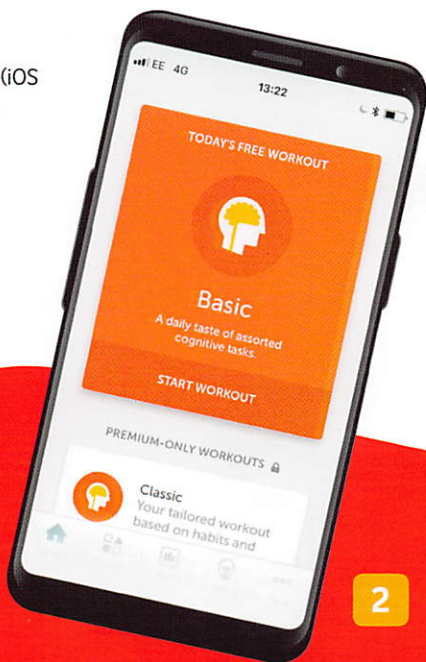 (iOS
EE 4G
13:22
TODAY'S FREE WORKOUT
Basic
A daily taste of assorted
cognitive tasks.
START WORKOUT
PREMIUM-ONLY WORKOUTS
Classic
Your tailored workout
based on habits and
2